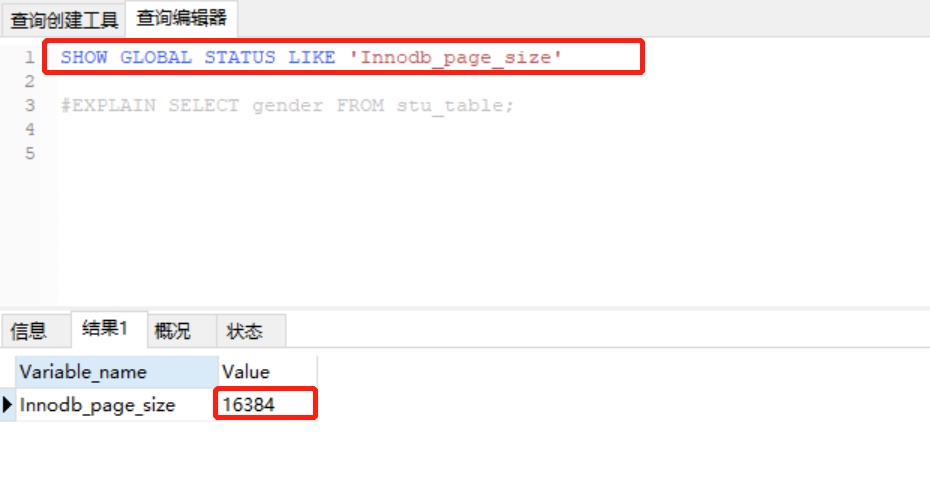 查询创建工具 查询编辑器
1 SHOW GLOBAL STATUS LIKE 'Innodb_page_size'
2
3 #EXPLAIN SELECT gender FROM stu_table;
4
5
信息 结果1 概况 状态
Variable_name Value
Innodb_page_size 16384